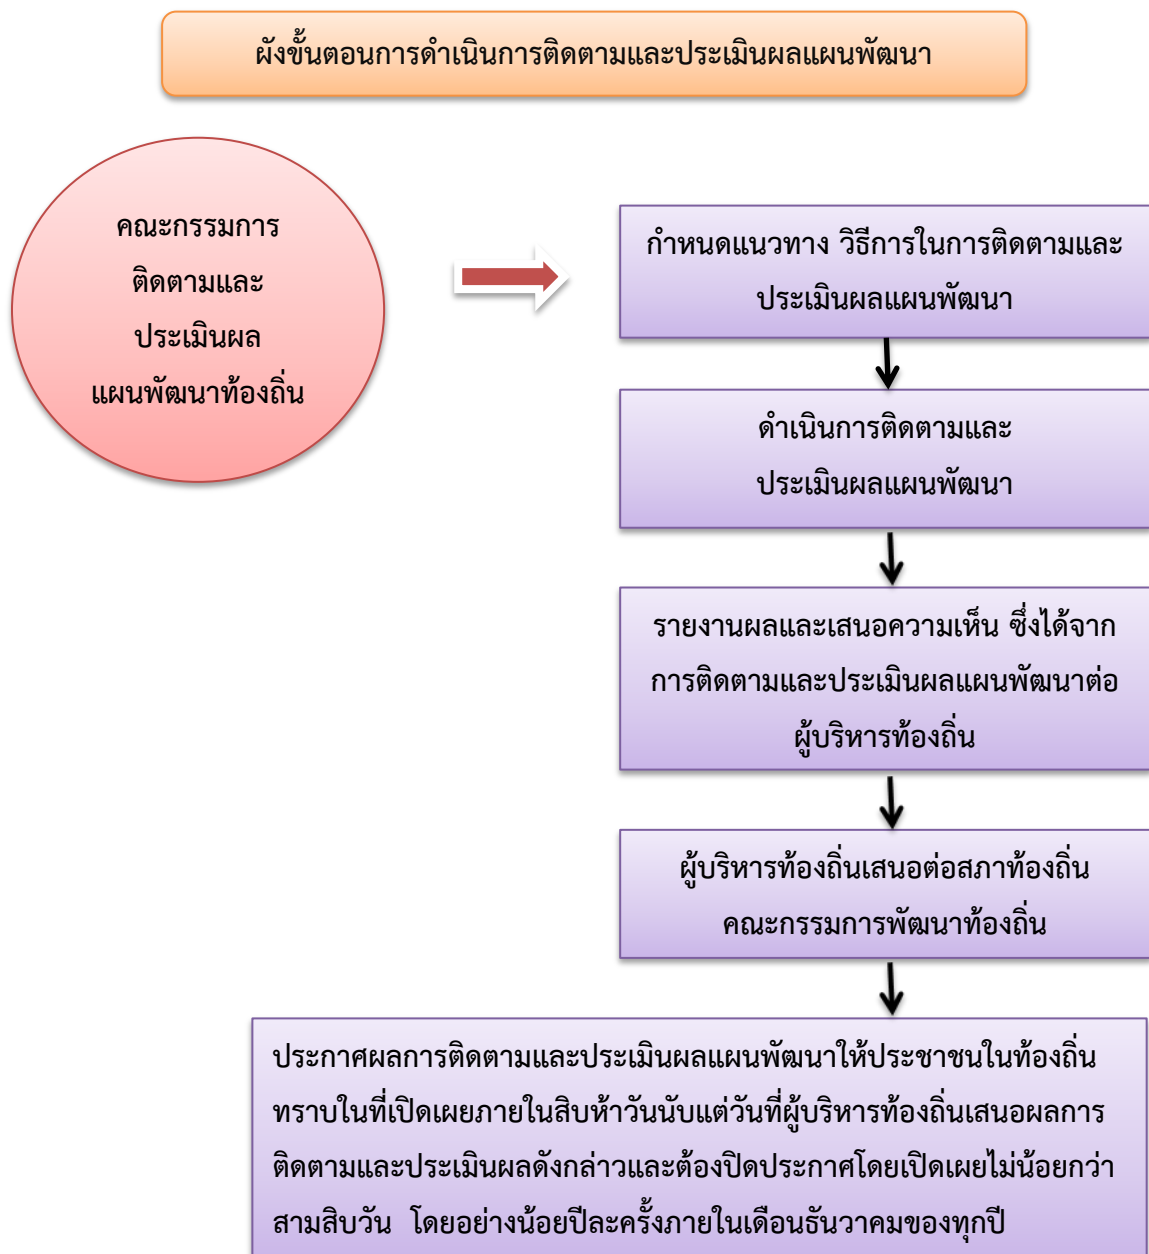 ผังขั้นตอนการดำเนินการติดตามและประเมินผลแผนพัฒนา
คณะกรรมการ
ติดตามและ
ประเมินผล
แผนพัฒนาท้องถิ่น
กำหนดแนวทาง วิธีการในการติดตามและ
ประเมินผลแผนพัฒนา
ดำเนินการติดตามและ
ประเมินผลแผนพัฒนา
รายงานผลและเสนอความเห็น ซึ่งได้จาก
การติดตามและประเมินผลแผนพัฒนาต่อ
ผู้บริหารท้องถิ่น
ผู้บริหารท้องถิ่นเสนอต่อสภาท้องถิ่น
คณะกรรมการพัฒนาท้องถิ่น
ประกาศผลการติดตามและประเมินผลแผนพัฒนาให้ประชาชนในท้องถิ่น
ทราบในที่เปิดเผยภายในสิบห้าวันนับแต่วันที่ผู้บริหารท้องถิ่นเสนอผลการ
ติดตามและประเมินผลดังกล่าวและต้องปิดประกาศโดยเปิดเผยไม่น้อยกว่า
สามสิบวัน โดยอย่างน้อยปีละครั้งภายในเดือนธันวาคมของทุกปี